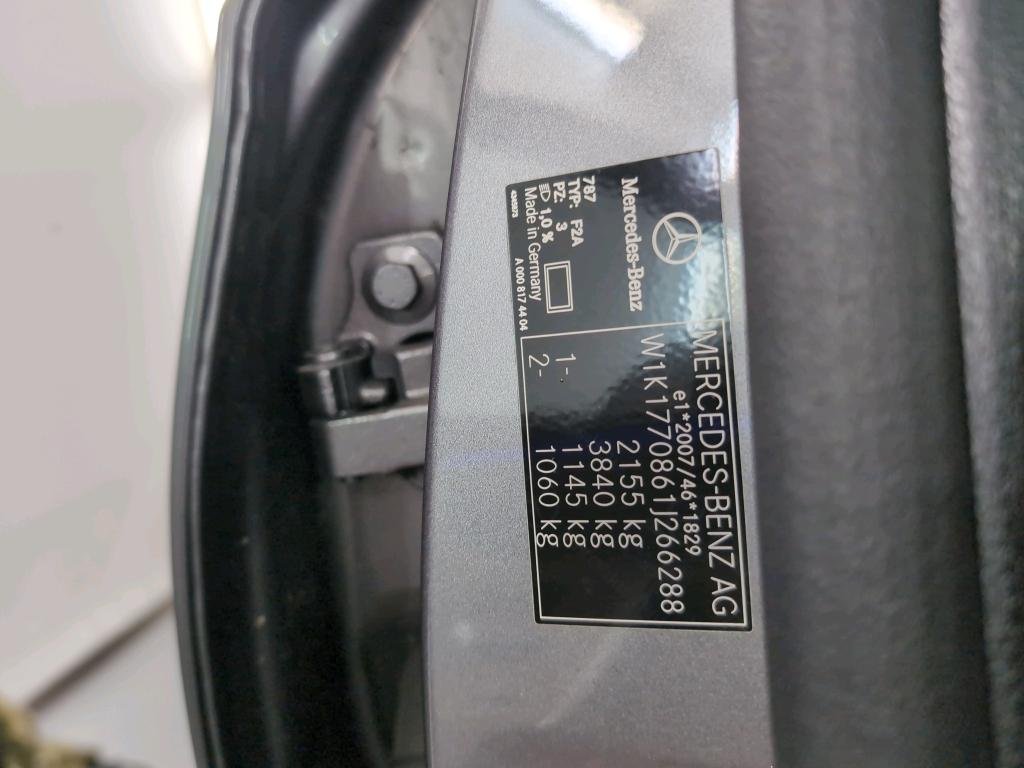 MERCEDES-BENZ AG
e1*2007/46*1829
W1K1770861J266288
2155 kg
3840 kg
1- 1145 kg
2- 1060 kg
Mercedes-Benz
787
TYP: F2A
PZ: 3
1,0 %
Made in Germany
A 000 817 44 04